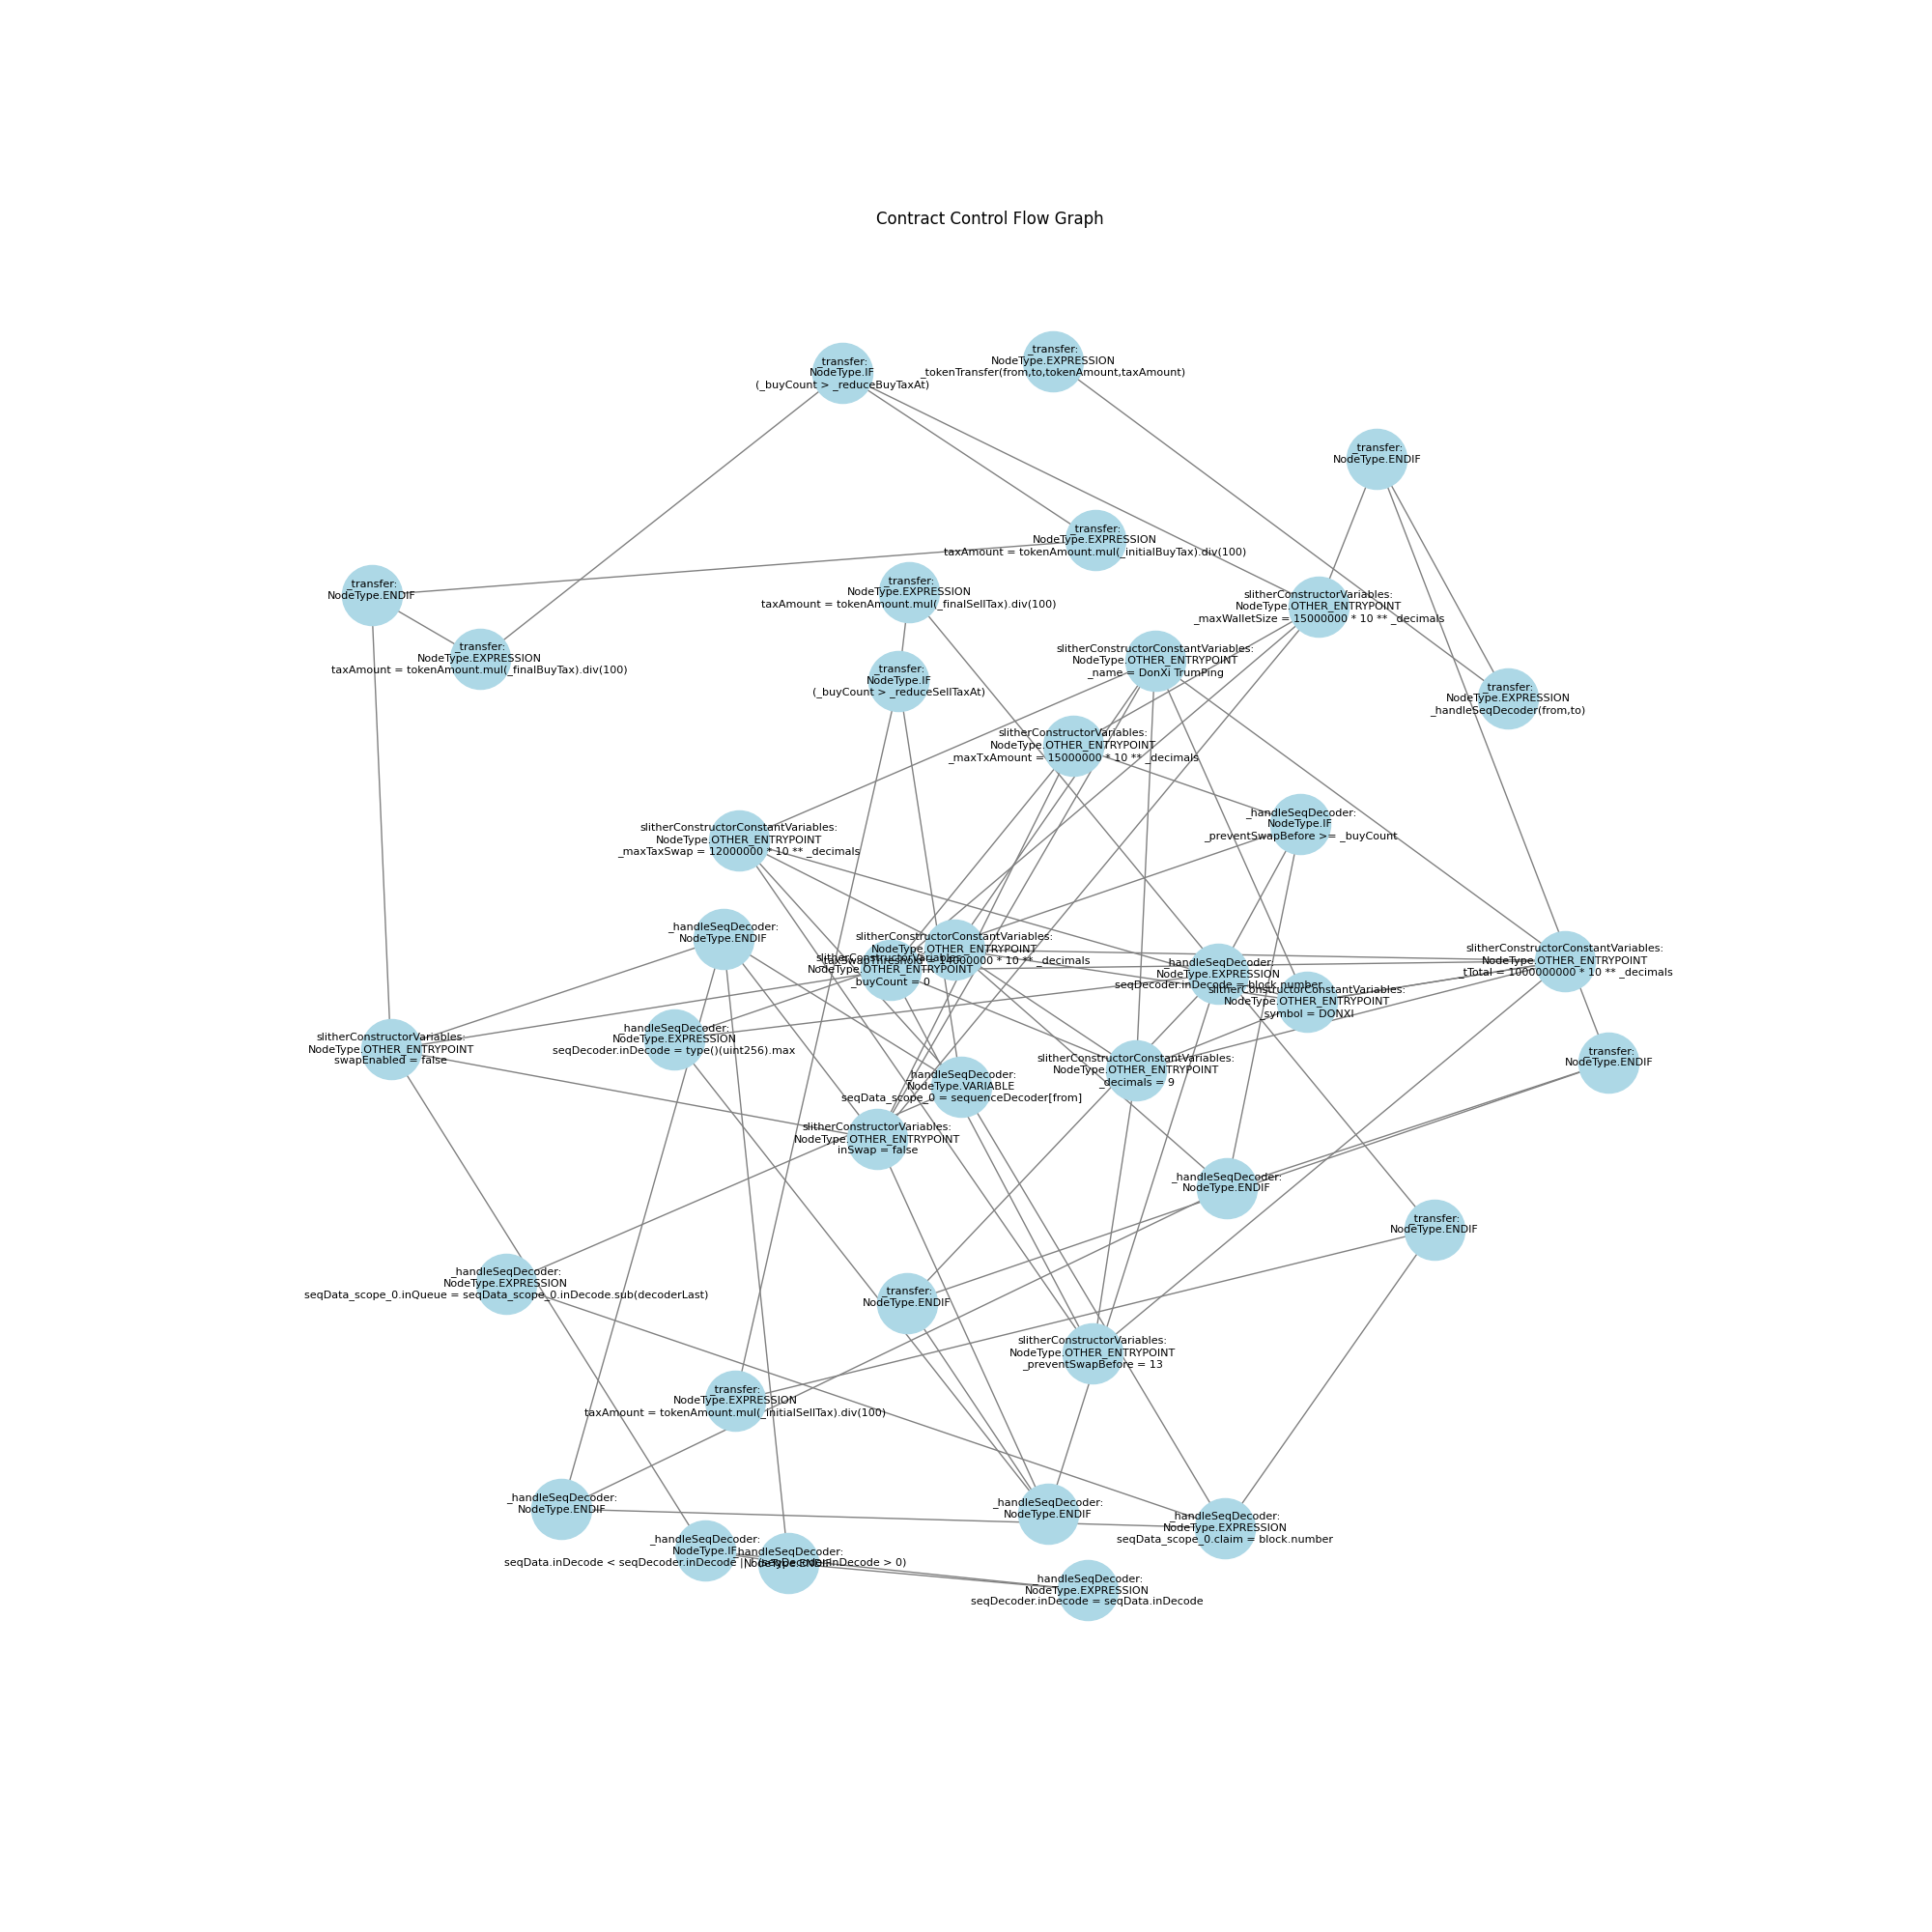 Contract Control Flow Graph
_transfer:
NodeType.EXPRESSION
_tokenTransfer(from,to,tokenAmount,taxAmount)
_transfer:
NodeType.IF
(_buyCount > _reduceBuyTaxAt)
_transfer:
NodeType.ENDIF
_transfer:
NodeType.EXPRESSION
taxAmount = tokenAmount.mul(_initialBuyTax).div(100)
_transfer:
NodeType.ENDIF
_transfer:
NodeType.EXPRESSION
taxAmount = tokenAmount.mul(_finalSellTax).div(100)
slitherConstructorVariables:
NodeType.OTHER_ENTRYPOINT
_maxWalletSize = 15000000 * 10 ** _decimals
_transfer:
NodeType.EXPRESSION
taxAmount = tokenAmount.mul(_finalBuyTax).div(100)
slitherConstructorConstantVariables:
NodeType.OTHER_ENTRYPOINT
_name = DonXi TrumPing
_transfer:
NodeType.IF
(_buyCount > _reduceSellTaxAt)
_transfer:
NodeType.EXPRESSION
_handleSeqDecoder(from,to)
slitherConstructorVariables:
NodeType.OTHER_ENTRYPOINT
_maxTxAmount = 15000000 * 10 ** _decimals
_handleSeqDecoder:
NodeType.IF
_preventSwapBefore >= _buyCount
slitherConstructorConstantVariables:
NodeType.OTHER_ENTRYPOINT
_maxTaxSwap = 12000000 * 10 ** _decimals
_handleSeqDecoder:
NodeType.ENDIF
slitherConstructorConstantVariables:
NodeType.OTHER_ENTRYPOINT
_taxSwapThreshold = 14000000 * 10 ** _decimals
slitherConstructorVariables:
NodeType.OTHER_ENTRYPOINT
_buyCount = 0
slitherConstructorConstantVariables:
NodeType.OTHER_ENTRYPOINT
_tTotal = 1000000000 * 10 ** _decimals
_handleSeqDecoder:
NodeType.EXPRESSION
seqDecoder.inDecode = block.number
slitherConstructorConstantVariables:
NodeType.OTHER_ENTRYPOINT
_symbol = DONXI
_handleSeqDecoder:
NodeType.EXPRESSION
seqDecoder.inDecode = type()(uint256).max
slitherConstructorVariables:
NodeType.OTHER_ENTRYPOINT
swapEnabled = false
_transfer:
NodeType.ENDIF
slitherConstructorConstantVariables:
NodeType.OTHER_ENTRYPOINT
_decimals = 9
_handleSeqDecoder:
NodeType.VARIABLE
seqData_scope_0 = sequenceDecoder[from]
slitherConstructorVariables:
NodeType.OTHER_ENTRYPOINT
inSwap = false
_handleSeqDecoder:
NodeType.ENDIF
_transfer:
NodeType.ENDIF
_handleSeqDecoder:
NodeType.EXPRESSION
seqData_scope_0.inQueue = seqData_scope_0.inDecode.sub(decoderLast)
_transfer:
NodeType.ENDIF
slitherConstructorVariables:
NodeType.OTHER_ENTRYPOINT
_preventSwapBefore = 13
_transfer:
NodeType.EXPRESSION
taxAmount = tokenAmount.mul(_initialSellTax).div(100)
_handleSeqDecoder:
NodeType.ENDIF
_handleSeqDecoder:
NodeType.ENDIF
_handleSeqDecoder:
NodeType.EXPRESSION
seqData_scope_0.claim = block.number
_handleSeqDecoder:
NodeType.IF
seqData.inDecode < seqDecoder.inDecode || !(seqDecoder.inDecode > 0)
_handleSeqDecoder:
NodeType.ENDIF
_handleSeqDecoder:
NodeType.EXPRESSION
seqDecoder.inDecode = seqData.inDecode